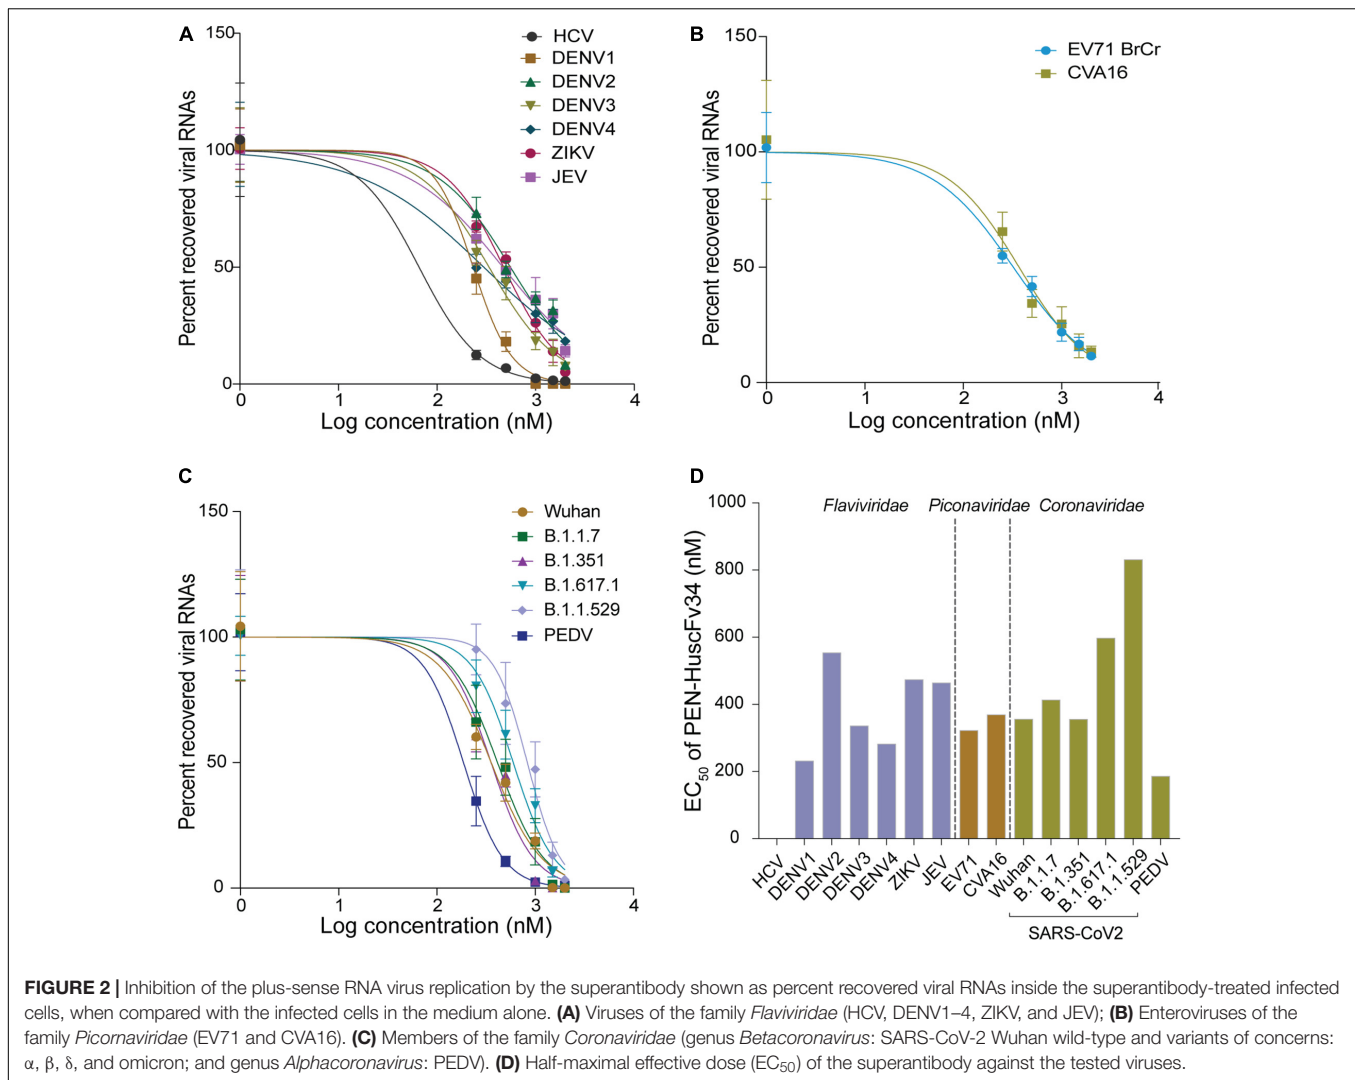 A
150
100
50
0
Percent recovered viral RNAs
0 1 2 3 4
Log concentration (nM)
HCV
DENV1
DENV2
DENV3
DENV4
ZIKV
JEV
B
150
100
50
0
Percent recovered viral RNAs
0 1 2 3 4
Log concentration (nM)
EV71 BrCr
CVA16
C
150
100
50
0
Percent recovered viral RNAs
0 1 2 3 4
Log concentration (nM)
Wuhan
B.1.1.7
B.1.351
B.1.617.1
B.1.1.529
PEDV
D
1000
800
600
400
200
0
EC50 of PEN-HuscFv34 (nM)
Flaviviridae Piconaviridae Coronaviridae
HCV DENV1 DENV2 DENV3 DENV4 ZIKV JEV EV71 CVA16 Wuhan B.1.1.7 B.1.351 B.1.617.1 B.1.1.529 PEDV
SARS-CoV2
FIGURE 2 | Inhibition of the plus-sense RNA virus replication by the superantibody shown as percent recovered viral RNAs inside the superantibody-treated infected
cells, when compared with the infected cells in the medium alone. (A) Viruses of the family Flaviviridae (HCV, DENV1–4, ZIKV, and JEV); (B) Enteroviruses of the
family Picornaviridae (EV71 and CVA16). (C) Members of the family Coronaviridae (genus Betacoronavirus: SARS-CoV-2 Wuhan wild-type and variants of concerns:
α, β, δ, and omicron; and genus Alphacoronavirus: PEDV). (D) Half-maximal effective dose (EC50) of the superantibody against the tested viruses.